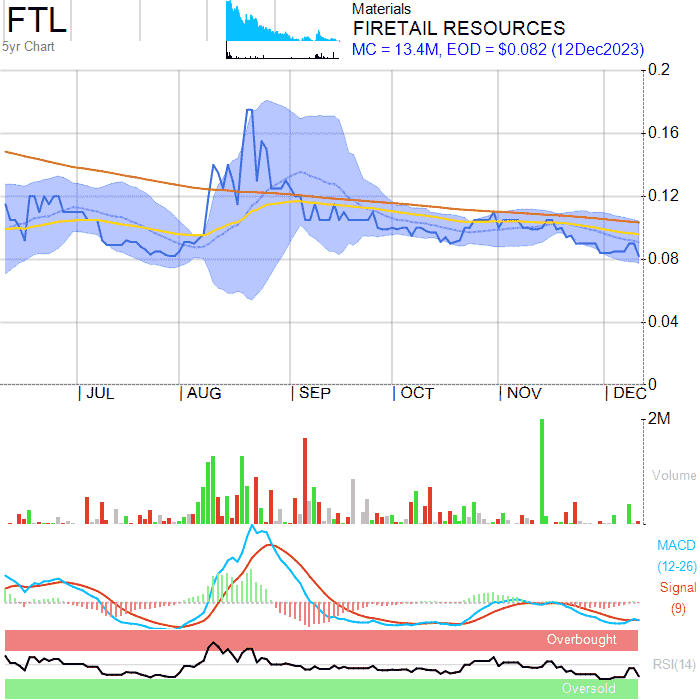 FTL
5yr Chart
Materials
FIRETAIL RESOURCES
MC = 13.4M, EOD = $0.082 (12Dec2023)
0.2
0.16
0.12
0.08
0.04
0
| JUL | AUG | SEP | OCT | NOV | DEC
2M
Volume
MACD
(12-26)
Signal
(9)
Overbought
RSI(14)
Oversold